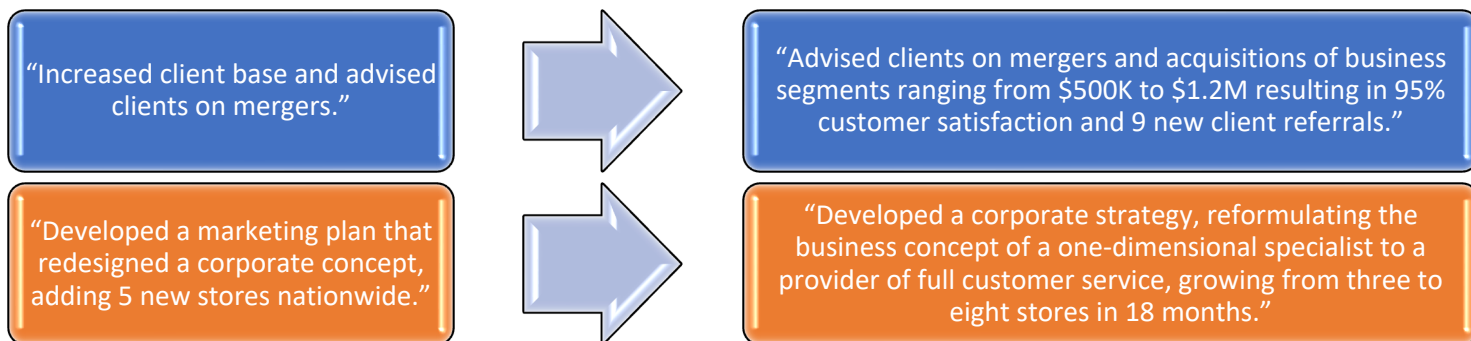 “Increased client base and advised
clients on mergers.”
“Advised clients on mergers and acquisitions of business
segments ranging from $500K to $1.2M resulting in 95%
customer satisfaction and 9 new client referrals.”
“Developed a marketing plan that
redesigned a corporate concept,
adding 5 new stores nationwide.”
“Developed a corporate strategy, reformulating the
business concept of a one-dimensional specialist to a
provider of full customer service, growing from three to
eight stores in 18 months.”